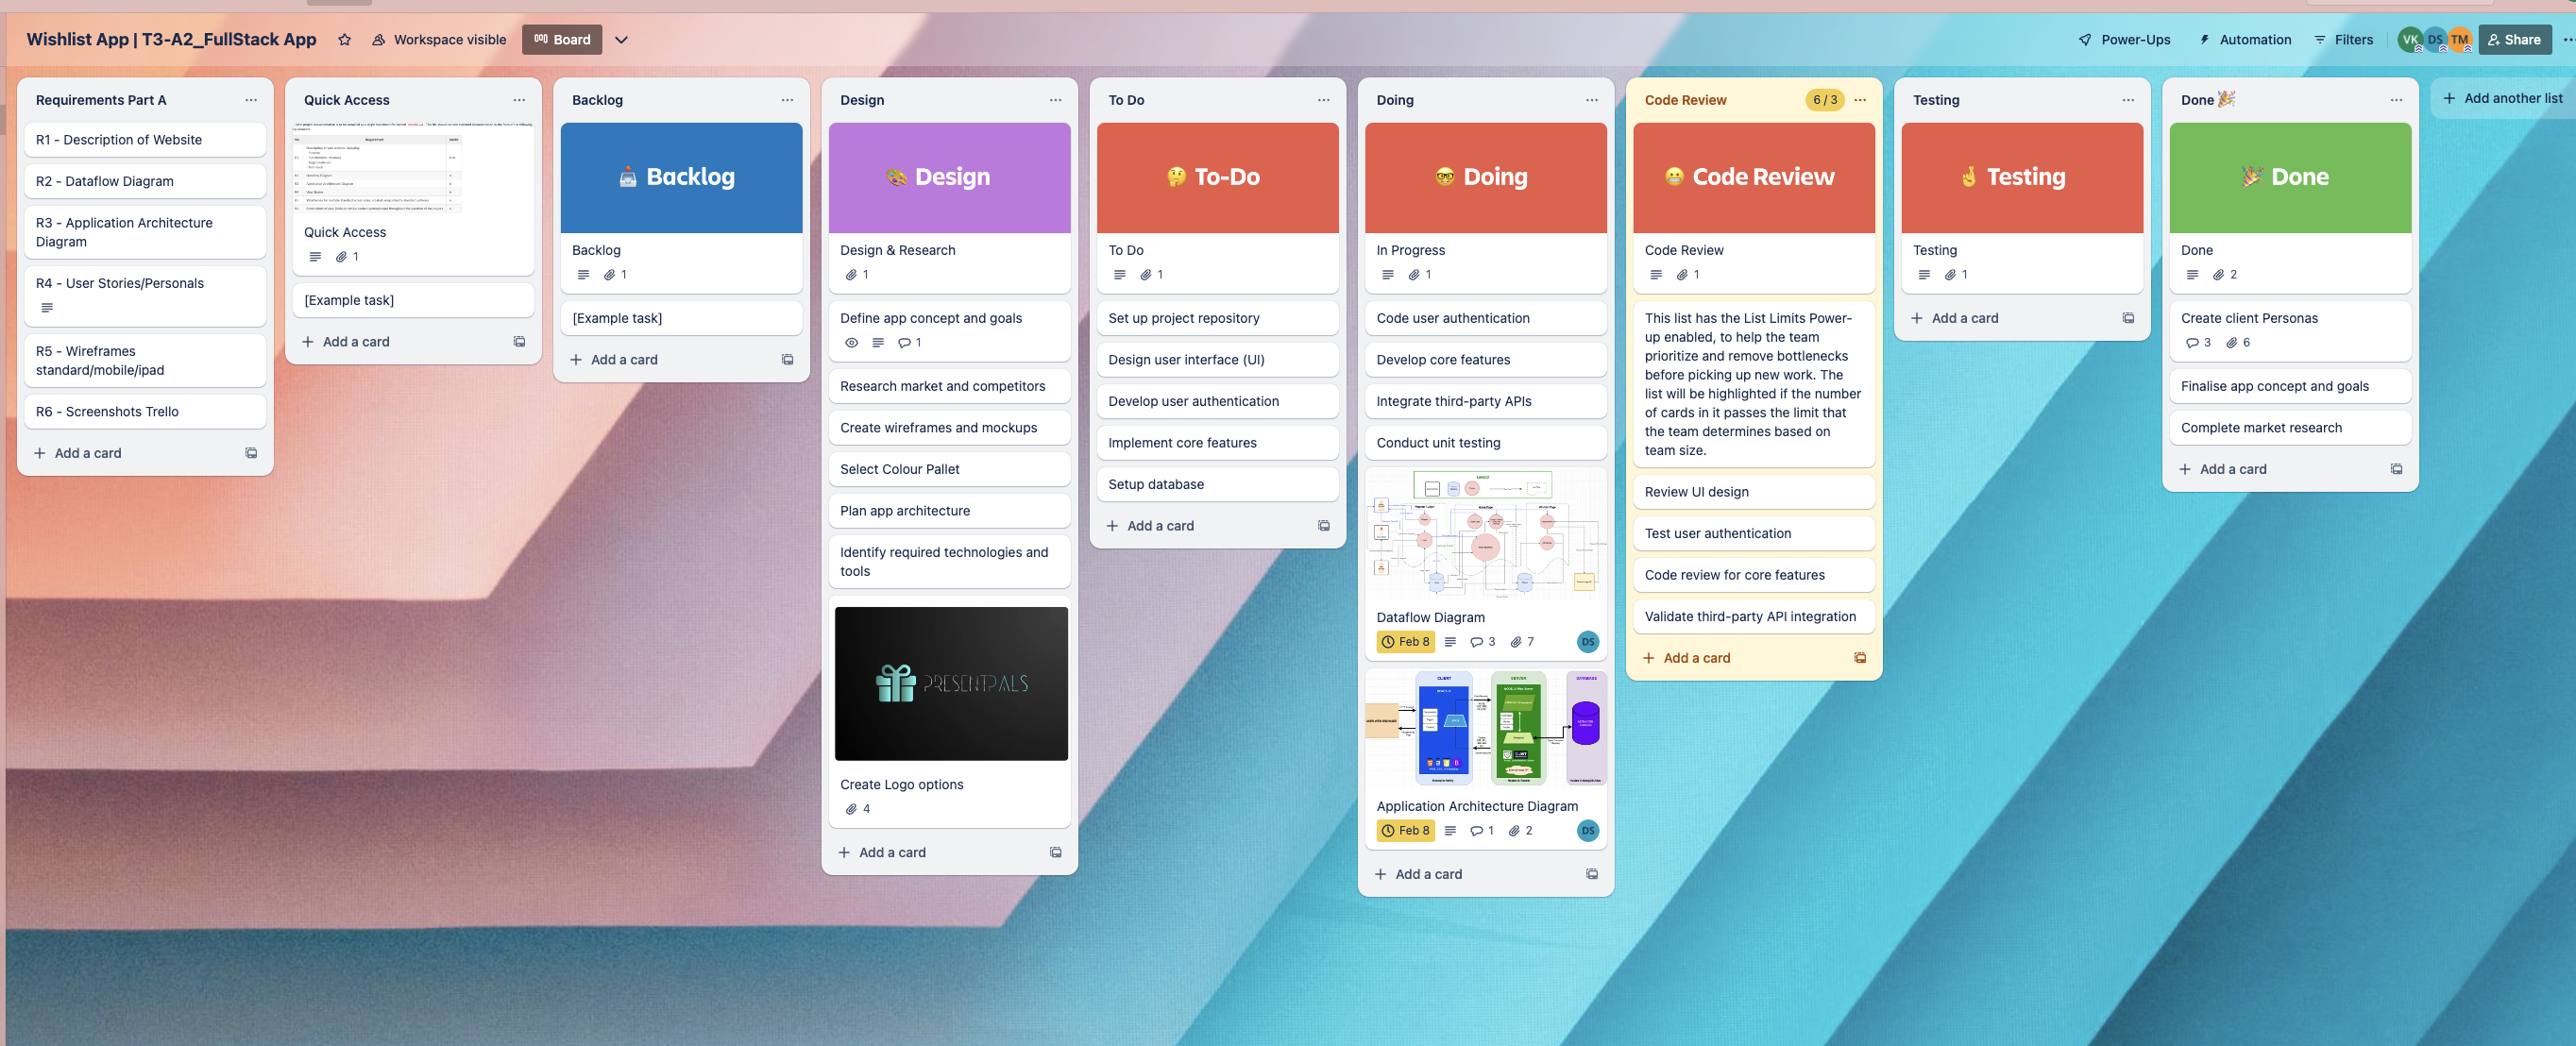 Wishlist App | T3-A2_FullStack App
Workspace visible
Board
Power-Ups
Automation
Filters
VK
DS
TM
Share
Requirements Part A
R1 - Description of Website
R2 - Dataflow Diagram
R3 - Application Architecture
Diagram
R4 - User Stories/Personals
R5 - Wireframes
standard/mobile/ipad
R6 - Screenshots Trello
Add a card
Quick Access
Quick Access
1
[Example task]
Add a card
Backlog
Backlog
Backlog
1
[Example task]
Add a card
Design
Design
Design & Research
1
Define app concept and goals
1
Research market and competitors
Create wireframes and mockups
Select Colour Pallet
Plan app architecture
Identify required technologies and
tools
PRESENTPALS
Create Logo options
4
Add a card
To Do
To-Do
To Do
1
Set up project repository
Design user interface (UI)
Develop user authentication
Implement core features
Setup database
Add a card
Doing
Doing
In Progress
1
Code user authentication
Develop core features
Integrate third-party APIs
Conduct unit testing
Dataflow Diagram
Feb 8
3
7
DS
CLIENT
SERVER
DATABASE
Application Architecture Diagram
Feb 8
1
2
DS
Add a card
Code Review
6 / 3
Code Review
Code Review
1
This list has the List Limits Power-
up enabled, to help the team
prioritize and remove bottlenecks
before picking up new work. The
list will be highlighted if the number
of cards in it passes the limit that
the team determines based on
team size.
Review UI design
Test user authentication
Code review for core features
Validate third-party API integration
Add a card
Testing
Testing
Testing
1
Add a card
Done
Done
Done
2
Create client Personas
3
6
Finalise app concept and goals
Complete market research
Add a card
Add another list